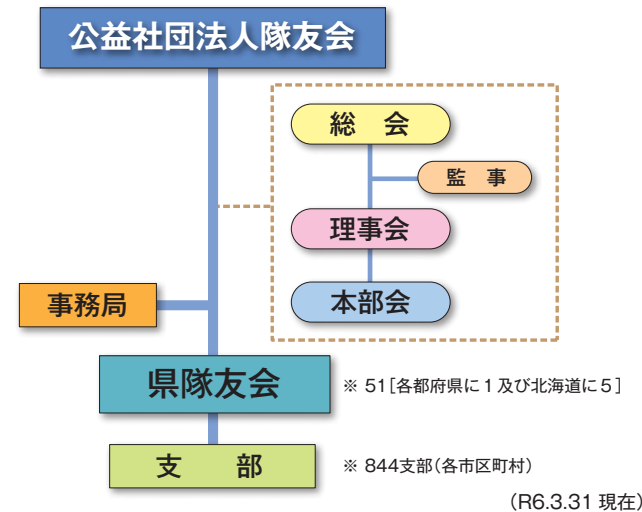 公益社団法人隊友会
総　会
監　事
理事会
本部会
事務局
県隊友会
※ 51［各都府県に１及び北海道に５］
支　　部
※ 844支部（各市区町村）
（R6.3.31 現在）